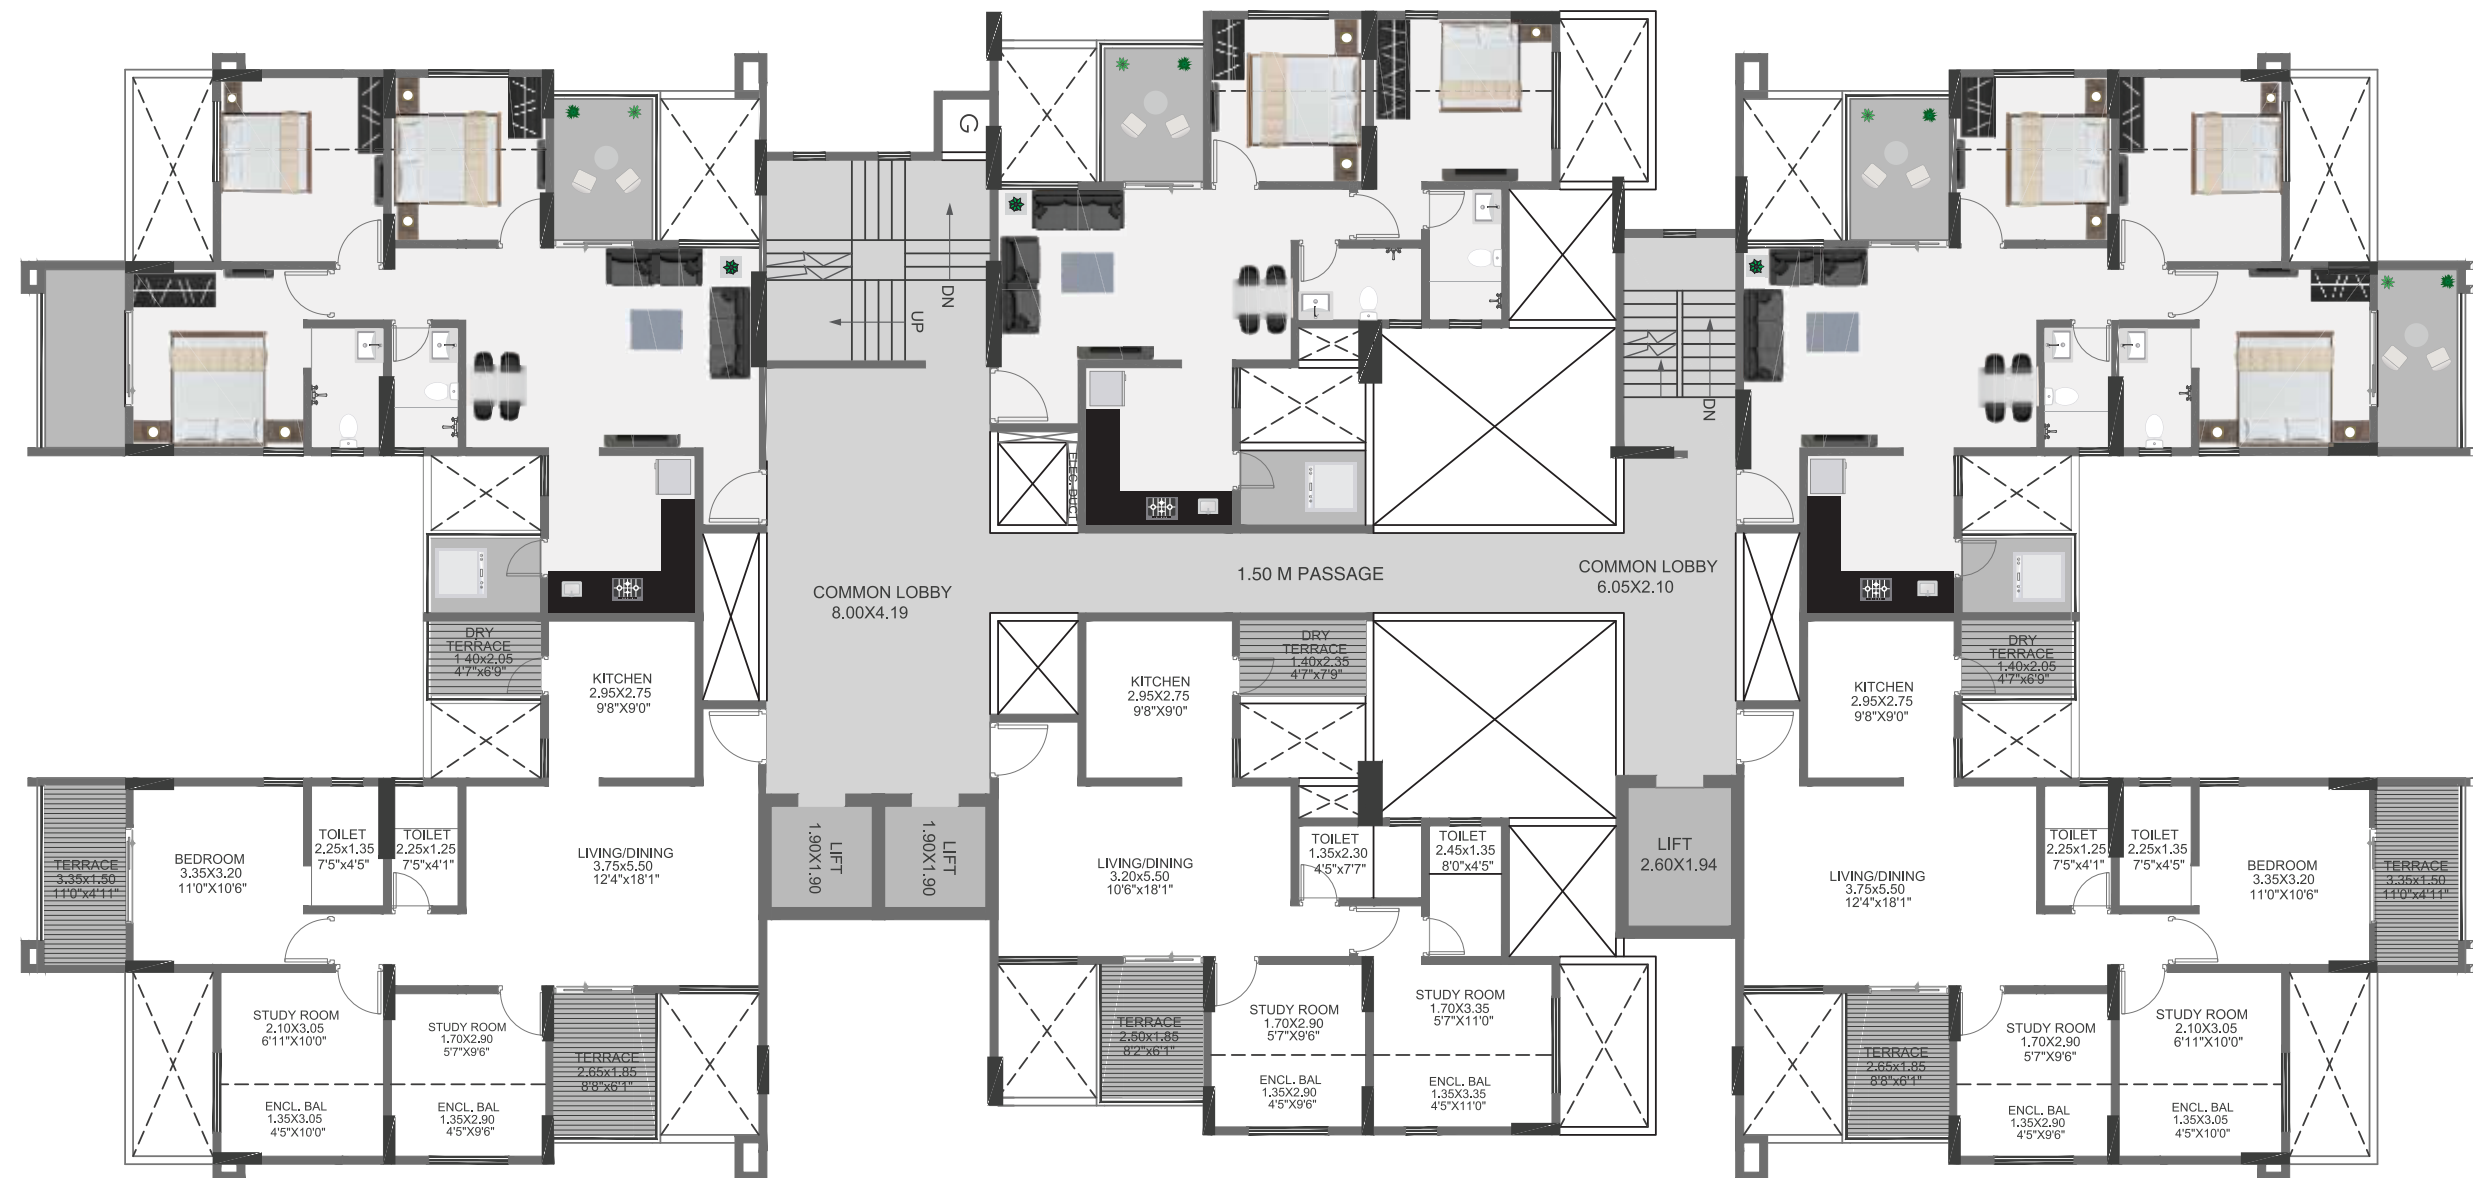 G
DN
UP
ELEC. DUCT
DN
COMMON LOBBY
8.00X4.19
1.50 M PASSAGE
COMMON LOBBY
6.05X2.10
DRY
TERRACE
1.40x2.05
4'7"x6'9"
KITCHEN
2.95X2.75
9'8"X9'0"
KITCHEN
2.95X2.75
9'8"X9'0"
DRY
TERRACE
1.40x2.35
4'7"x7'9"
KITCHEN
2.95X2.75
9'8"X9'0"
DRY
TERRACE
1.40x2.05
4'7"x6'9"
TERRACE
3.35x1.50
11'0"x4'11"
BEDROOM
3.35X3.20
11'0"X10'6"
TOILET
2.25x1.35
7'5"x4'5"
TOILET
2.25x1.25
7'5"x4'1"
LIVING/DINING
3.75x5.50
12'4"x18'1"
LIFT
1.90X1.90
LIFT
1.90X1.90
LIVING/DINING
3.20x5.50
10'6"x18'1"
TOILET
1.35x2.30
4'5"x7'7"
TOILET
2.45x1.35
8'0"x4'5"
LIFT
2.60X1.94
LIVING/DINING
3.75x5.50
12'4"x18'1"
TOILET
2.25x1.25
7'5"x4'1"
TOILET
2.25x1.35
7'5"x4'5"
BEDROOM
3.35X3.20
11'0"X10'6"
TERRACE
3.35x1.50
11'0"x4'11"
STUDY ROOM
2.10X3.05
6'11"X10'0"
STUDY ROOM
1.70X2.90
5'7"X9'6"
TERRACE
2.65x1.85
8'8"x6'1"
ENCL. BAL
1.35X3.05
4'5"X10'0"
ENCL. BAL
1.35X2.90
4'5"X9'6"
TERRACE
2.50x1.85
8'2"x6'1"
STUDY ROOM
1.70X2.90
5'7"X9'6"
STUDY ROOM
1.70X3.35
5'7"X11'0"
ENCL. BAL
1.35X2.90
4'5"X9'6"
ENCL. BAL
1.35X3.35
4'5"X11'0"
TERRACE
2.65x1.85
8'8"x6'1"
STUDY ROOM
1.70X2.90
5'7"X9'6"
STUDY ROOM
2.10X3.05
6'11"X10'0"
ENCL. BAL
1.35X2.90
4'5"X9'6"
ENCL. BAL
1.35X3.05
4'5"X10'0"